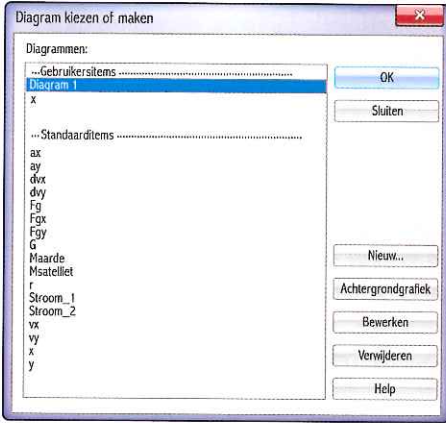 Diagram kiezen of maken
Diagrammen:
...Gebruikersitems ...................................................
Diagram 1
x
...Standaarditems ......................................................
ax
ay
dvx
dvy
Fg
Fgx
Fgy
G
Maarde
Msatelliet
r
Stroom_1
Stroom_2
vx
vy
x
y
OK
Sluiten
Nieuw...
Achtergrondgrafiek
Bewerken
Verwijderen
Help